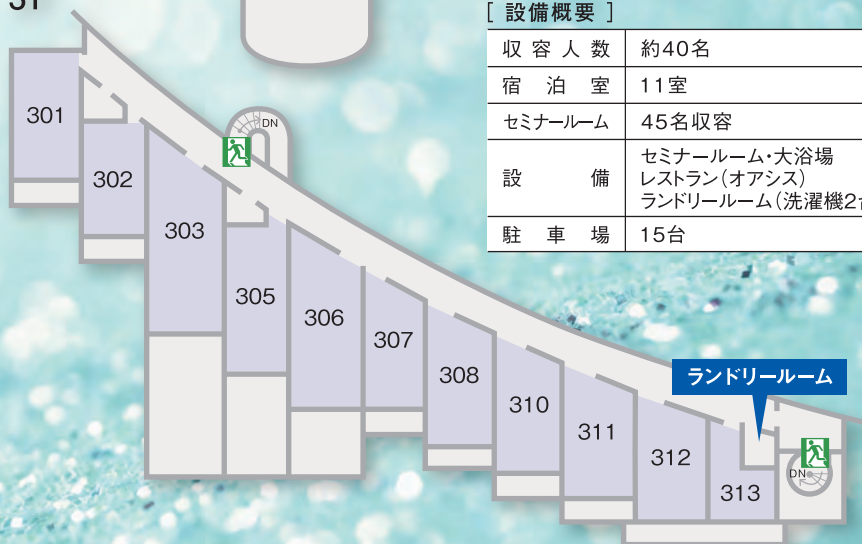 [ 設備概要 ]
収容人数 約40名
宿泊室 11室
セミナールーム 45名収容
設備 セミナールーム・大浴場
レストラン(オアシス)
ランドリールーム(洗濯機2
駐車場 15台
301
302
303
305
306
307
308
310
311
312
313
DN
ランドリールーム
DN